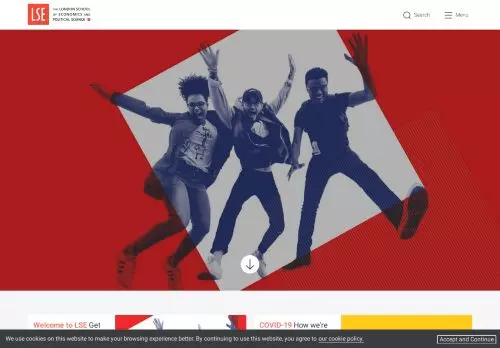 LSE
THE LONDON SCHOOL
OF ECONOMICS AND
POLITICAL SCIENCE
Search
Menu
Welcome to LSE Get
COVID-19 How we're
We use cookies on this website to make your browsing experience better. By continuing to use this website, you agree to our cookie policy.
Accept and Continue